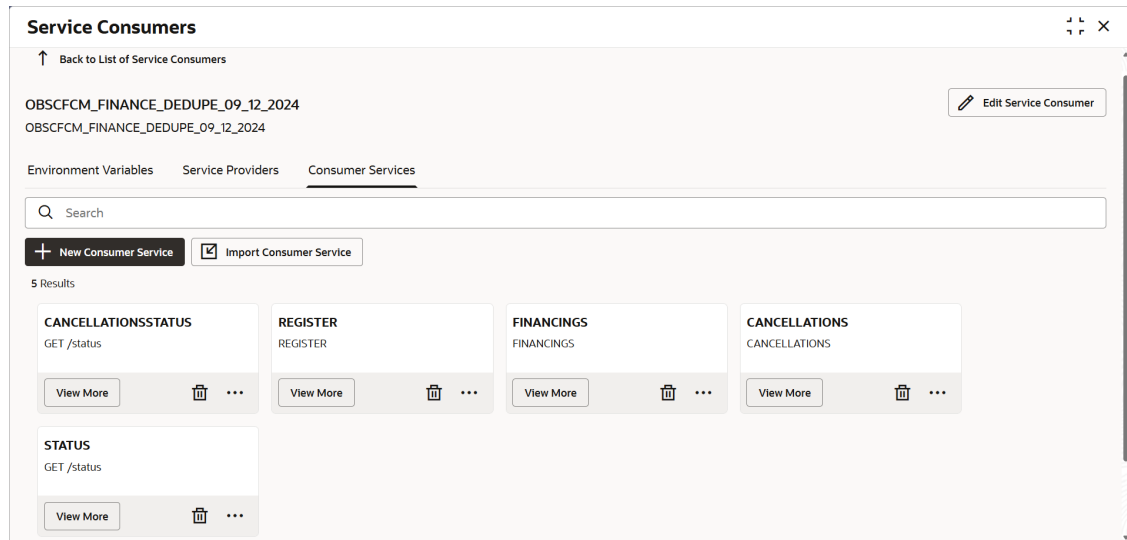 Service Consumers
Back to List of Service Consumers
OBSCFCM_FINANCE_DEDUPE_09_12_2024
Edit Service Consumer
OBSCFCM_FINANCE_DEDUPE_09_12_2024
Environment Variables Service Providers Consumer Services
Search
New Consumer Service Import Consumer Service
5 Results
CANCELLATIONSSTATUS REGISTER FINANCINGS CANCELLATIONS
GET /status REGISTER FINANCINGS CANCELLATIONS
View More View More View More View More
STATUS
GET /status
View More